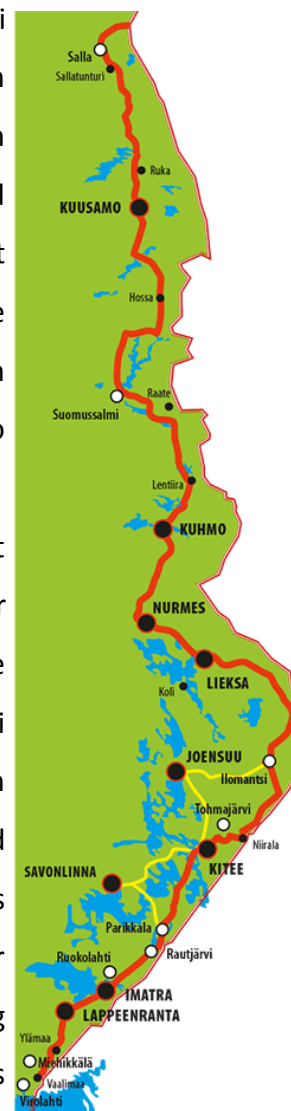 Salla
Sallatunturi
Ruka
KUUSAMO
Hossa
Raate
Suomussalmi
Lentiira
KUHMO
NURMES
LIEKSA
Koli
JOENSUU
Ilomantsi
Tohmajärvi
Niirala
KITEE
SAVONLINNA
Parikkala
Rautjärvi
Ruokolahti
IMATRA
LAPPEENRANTA
Ylämaa
Miehikkälä
Vaalimaa
Virolahti